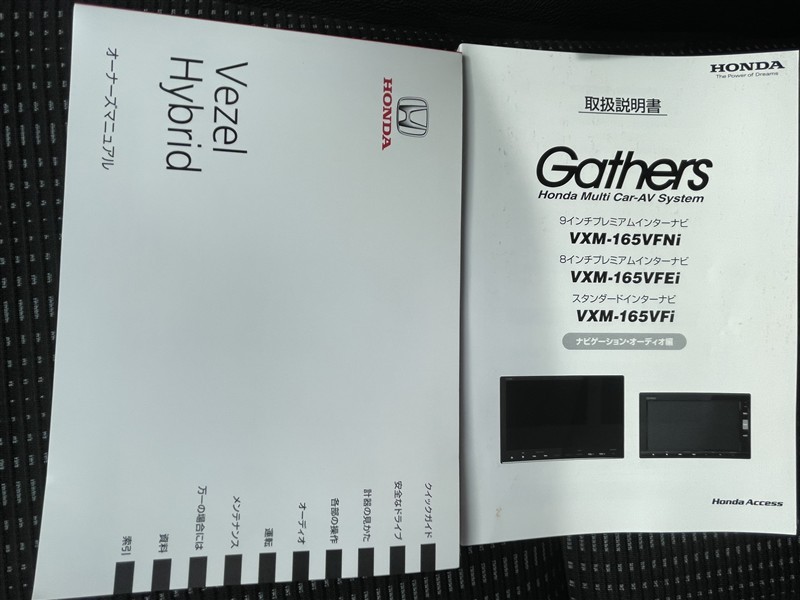 HONDA
Vezel
Hybrid
オーナーズマニュアル
クイックガイド
安全なドライブ
計器の見かた
各部の操作
オーディオ
運転
メンテナンス
万一の場合には
資料
索引
HONDA
The Power of Dreams
取扱説明書
Gathers
Honda Multi Car-AV System
9インチプレミアムインターナビ
VXM-165VFNi
8インチプレミアムインターナビ
VXM-165VFEi
スタンダードインターナビ
VXM-165VFi
ナビゲーション・オーディオ編
Honda Access